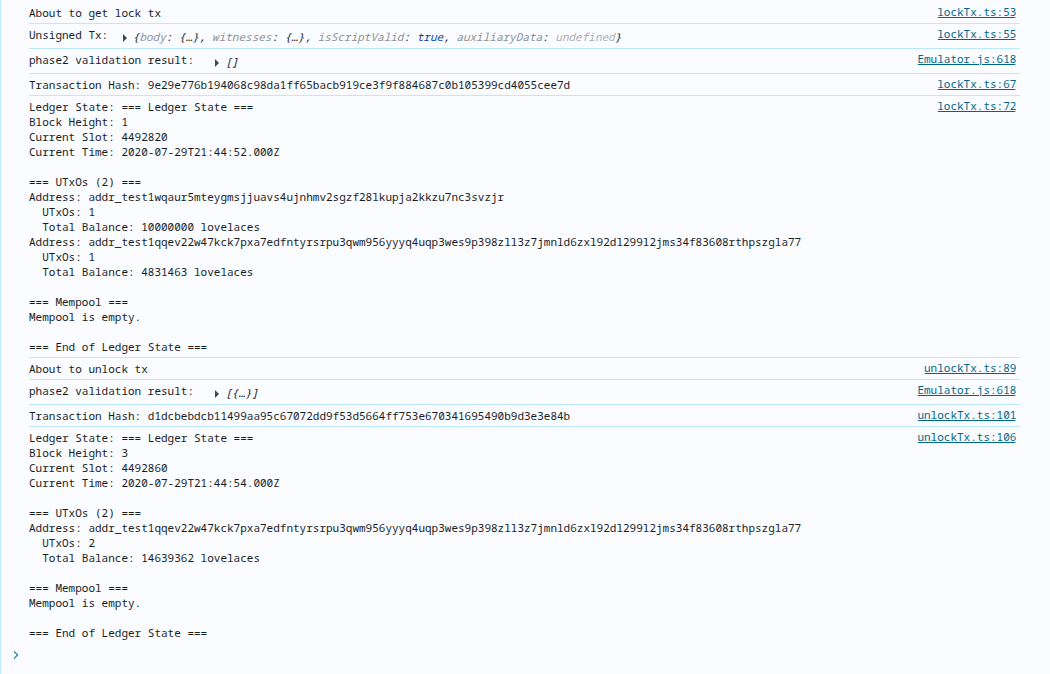 About to get lock tx lockTx.ts:53
Unsigned Tx: {body: {…}, witnesses: {…}, isScriptValid: true, auxiliaryData: undefined} lockTx.ts:55
phase2 validation result: [] Emulator.js:618
Transaction Hash: 9e29e776b194068c98da1ff65bacb919ce3f9f884687c0b105399cd4055cee7d lockTx.ts:67
Ledger State: === Ledger State === lockTx.ts:72
Block Height: 1
Current Slot: 4492820
Current Time: 2020-07-29T21:44:52.000Z
=== UTxOs (2) ===
Address: addr_test1wqaur5mteygmsjjuavs4ujnhmv2sgzf28lkupja2kkzu7nc3svzjr
UTxOs: 1
Total Balance: 10000000 lovelaces
Address: addr_test1qqev22w47kck7pxa7edfntyrsrpu3qwm956yyyq4uqp3wes9p398zl13z7jmnld6zxl92dl29912jms34f83608rthpszgla77
UTxOs: 1
Total Balance: 4831463 lovelaces
=== Mempool ===
Mempool is empty.
=== End of Ledger State ===
About to unlock tx unlockTx.ts:89
phase2 validation result: [{…}] Emulator.js:618
Transaction Hash: d1dcbebdcb11499aa95c67072dd9f53d5664ff753e670341695490b9d3e3e84b unlockTx.ts:101
Ledger State: === Ledger State === unlockTx.ts:106
Block Height: 3
Current Slot: 4492860
Current Time: 2020-07-29T21:44:54.000Z
=== UTxOs (2) ===
Address: addr_test1qqev22w47kck7pxa7edfntyrsrpu3qwm956yyyq4uqp3wes9p398zl13z7jmnld6zxl92dl29912jms34f83608rthpszgla77
UTxOs: 2
Total Balance: 14639362 lovelaces
=== Mempool ===
Mempool is empty.
=== End of Ledger State ===